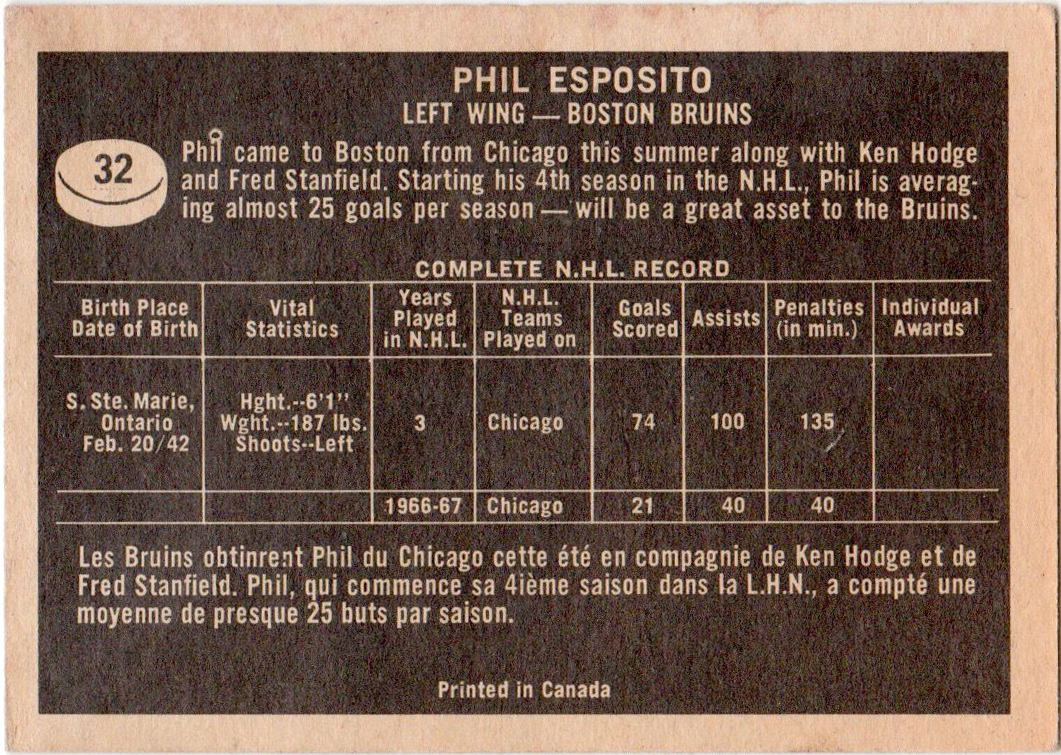 PHIL ESPOSITO
LEFT WING — BOSTON BRUINS
32
Phil came to Boston from Chicago this summer along with Ken Hodge
and Fred Stanfield. Starting his 4th season in the N.H.L., Phil is averag-
ing almost 25 goals per season — will be a great asset to the Bruins.
COMPLETE N.H.L. RECORD
Birth Place
Date of Birth
Vital
Statistics
Years
Played
in N.H.L.
N.H.L.
Teams
Played on
Goals
Scored
Assists
Penalties
(in min.)
Individual
Awards
S. Ste. Marie,
Ontario
Feb. 20/42
Hght.--6'1"
Wght.--187 lbs.
Shoots--Left
3
Chicago
74
100
135
1966-67
Chicago
21
40
40
Les Bruins obtinrent Phil du Chicago cette été en compagnie de Ken Hodge et de
Fred Stanfield. Phil, qui commence sa 4ième saison dans la L.H.N., a compté une
moyenne de presque 25 buts par saison.
Printed in Canada